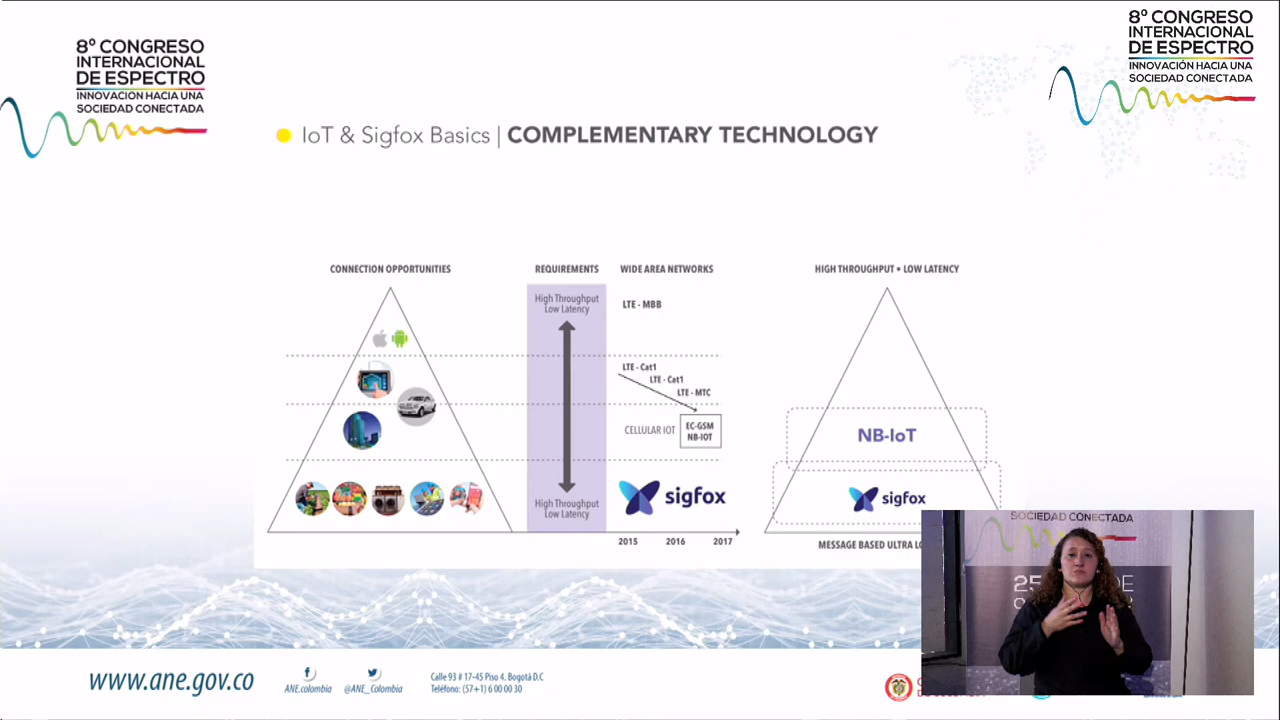 8º CONGRESO
INTERNACIONAL
DE ESPECTRO
INNOVACIÓN HACIA UNA
SOCIEDAD CONECTADA
8º CONGRESO
INTERNACIONAL
DE ESPECTRO
INNOVACIÓN HACIA UNA
SOCIEDAD CONECTADA
IoT & Sigfox Basics | COMPLEMENTARY TECHNOLOGY
CONNECTION OPPORTUNITIES
REQUIREMENTS
WIDE AREA NETWORKS
High Throughput
Low Latency
LTE - MBB
LTE - Cat1
LTE - Cat1
LTE - MTC
CELLULAR IOT
EC-GSM
NB-IOT
High Throughput
Low Latency
sigfox
2015 2016 2017
HIGH THROUGHPUT • LOW LATENCY
NB-IoT
sigfox
MESSAGE BASED ULTRA
SOCIEDAD CONECTADA
25 DE
www.ane.gov.co
ANE.colombia
@ANE_Colombia
Calle 93 # 17-45 Piso 4. Bogotá D.C
Teléfono: (57+1) 6 00 00 30